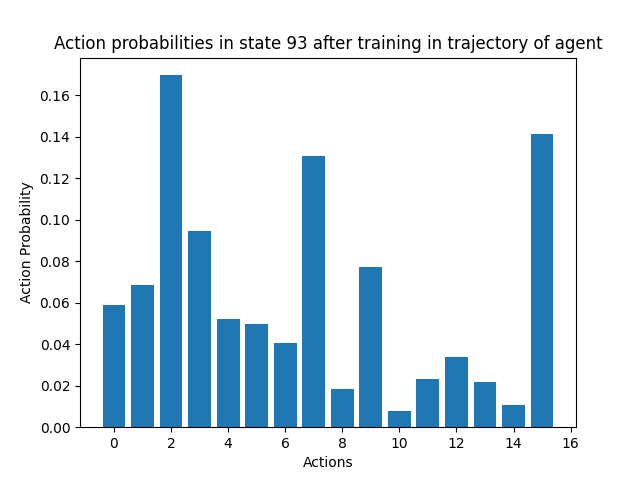 Action probabilities in state 93 after training in trajectory of agent
Action Probability
0.16
0.14
0.12
0.10
0.08
0.06
0.04
0.02
0.00
0 2 4 6 8 10 12 14 16
Actions